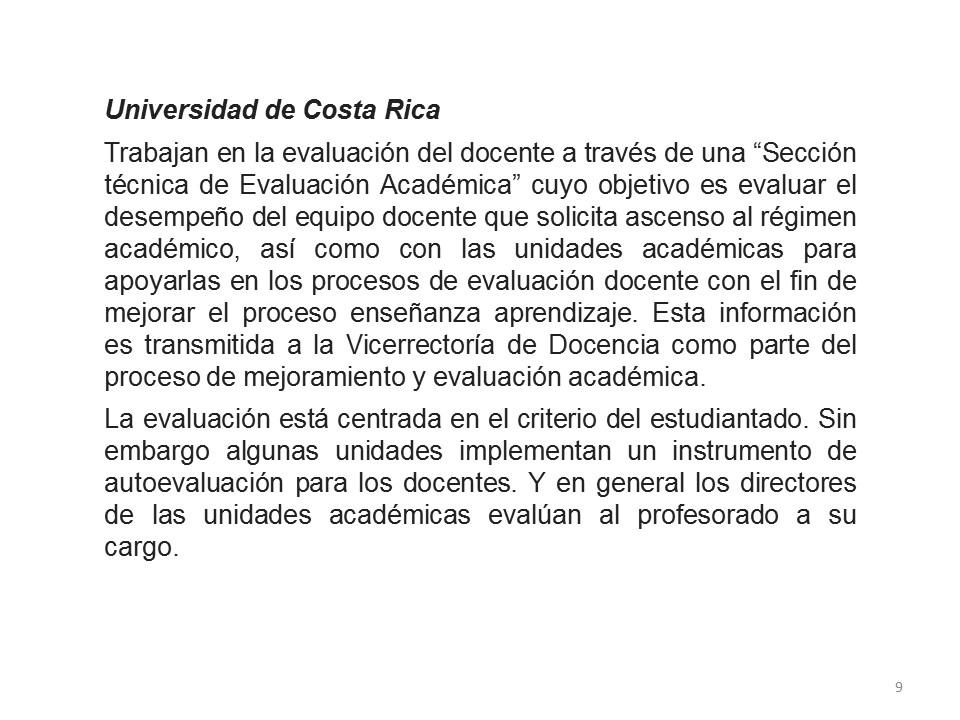 Universidad de Costa Rica
Trabajan en la evaluación del docente a través de una “Sección
técnica de Evaluación Académica” cuyo objetivo es evaluar el
desempeño del equipo docente que solicita ascenso al régimen
académico, así como con las unidades académicas para
apoyarlas en los procesos de evaluación docente con el fin de
mejorar el proceso enseñanza aprendizaje. Esta información
es transmitida a la Vicerrectoría de Docencia como parte del
proceso de mejoramiento y evaluación académica.
La evaluación está centrada en el criterio del estudiantado. Sin
embargo algunas unidades implementan un instrumento de
autoevaluación para los docentes. Y en general los directores
de las unidades académicas evalúan al profesorado a su
cargo.
9